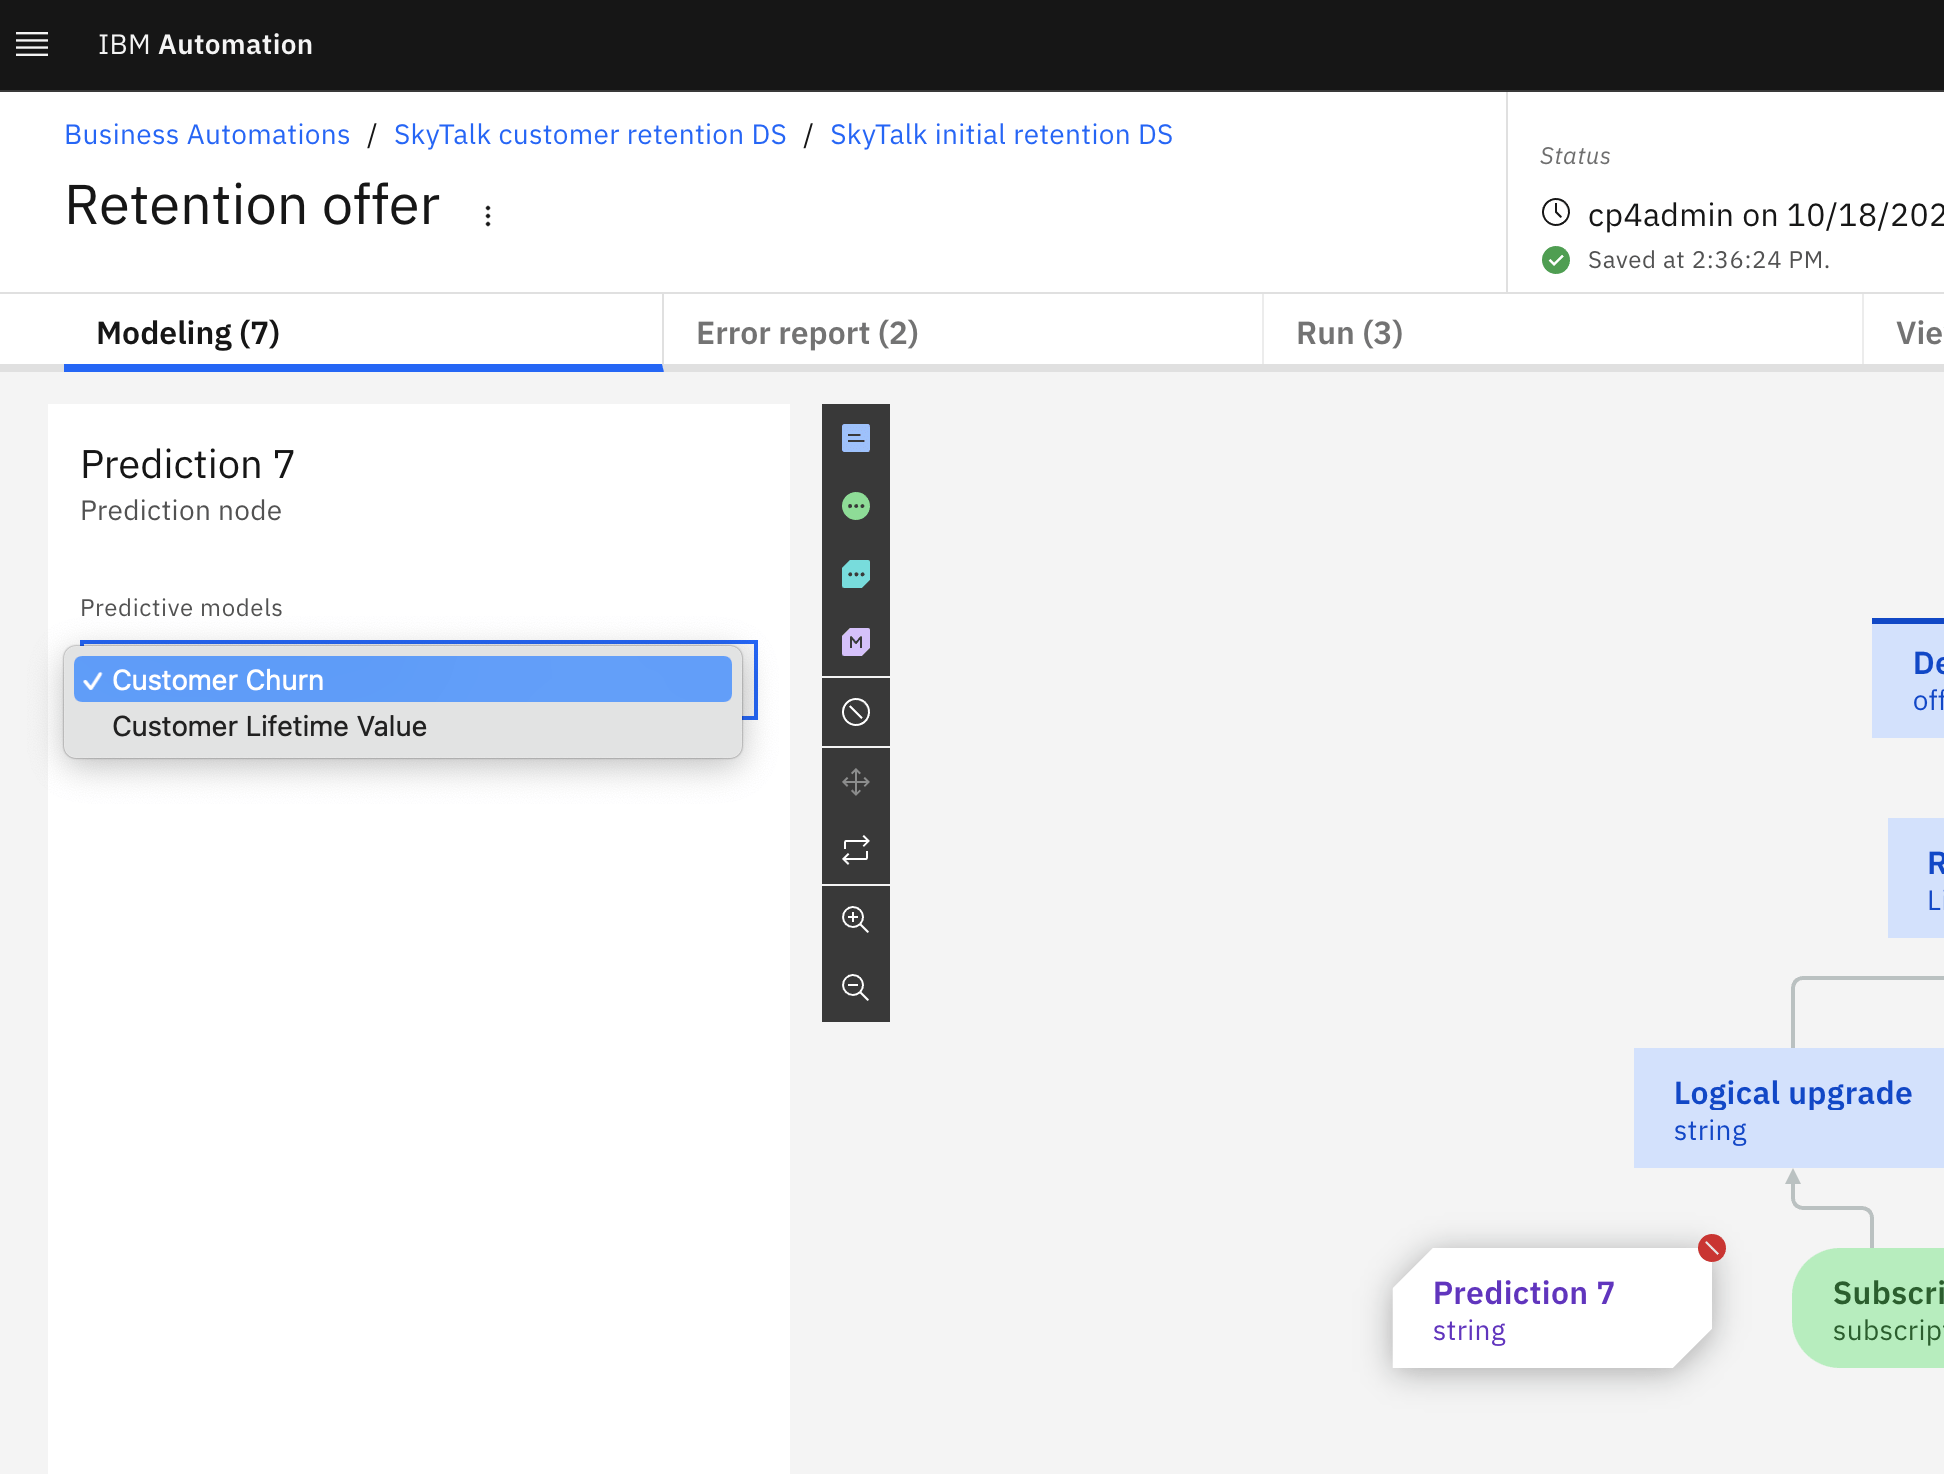 IBM Automation
Business Automations / SkyTalk customer retention DS / SkyTalk initial retention DS
Retention offer
Status
cp4admin on 10/18/202
Saved at 2:36:24 PM.
Modeling (7)
Error report (2)
Run (3)
Vie
Prediction 7
Prediction node
Predictive models
Customer Churn
Customer Lifetime Value
M
De
off
R
Li
Logical upgrade
string
Prediction 7
string
Subscri
subscript